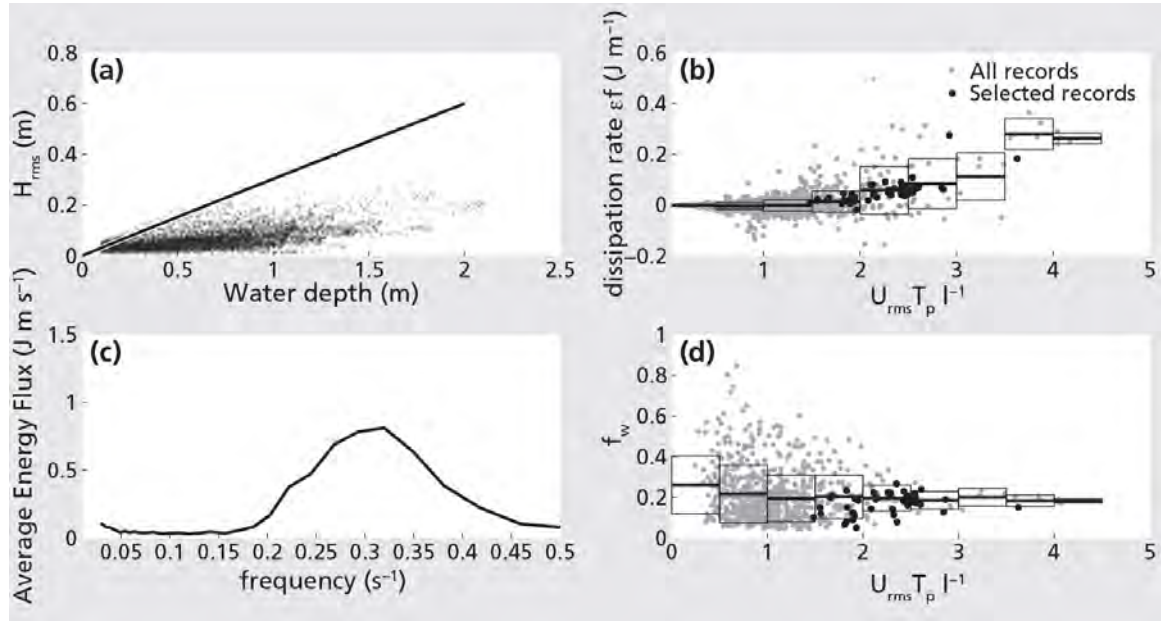 (a)
H_rms (m)
0.8
0.6
0.4
0.2
0
0 0.5 1 1.5 2 2.5
Water depth (m)
(b)
dissipation rate εf (J m⁻¹)
0.6
0.4
0.2
0
−0.2
All records
Selected records
1 2 3 4 5
U_rms T_p l⁻¹
(c)
Average Energy Flux (J m s⁻¹)
1.5
1
0.5
0
0.05 0.1 0.15 0.2 0.25 0.3 0.35 0.4 0.45 0.5
frequency (s⁻¹)
(d)
f_w
1
0.8
0.6
0.4
0.2
0
0 1 2 3 4 5
U_rms T_p l⁻¹